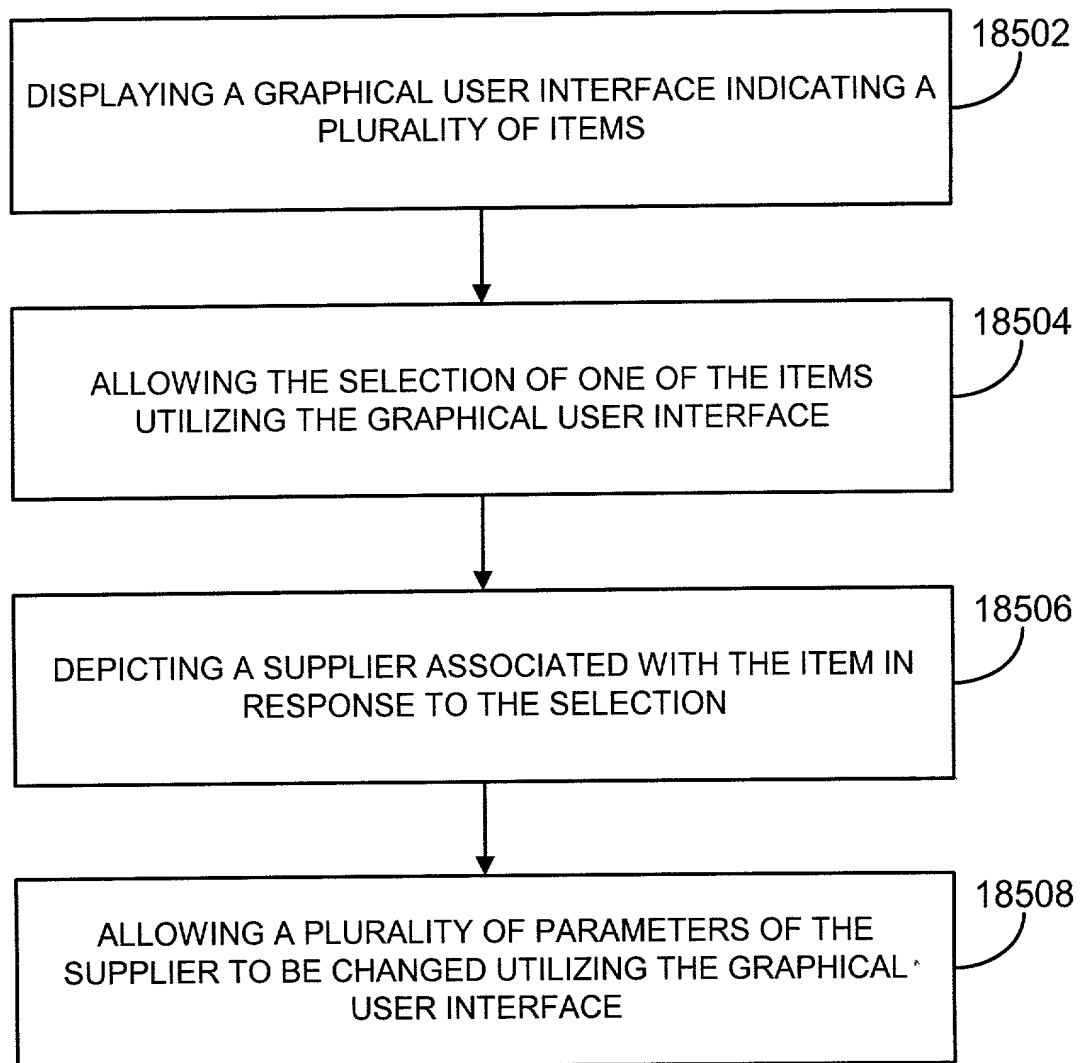 18502
DISPLAYING A GRAPHICAL USER INTERFACE INDICATING A
PLURALITY OF ITEMS
18504
ALLOWING THE SELECTION OF ONE OF THE ITEMS
UTILIZING THE GRAPHICAL USER INTERFACE
18506
DEPICTING A SUPPLIER ASSOCIATED WITH THE ITEM IN
RESPONSE TO THE SELECTION
18508
ALLOWING A PLURALITY OF PARAMETERS OF THE
SUPPLIER TO BE CHANGED UTILIZING THE GRAPHICAL
USER INTERFACE